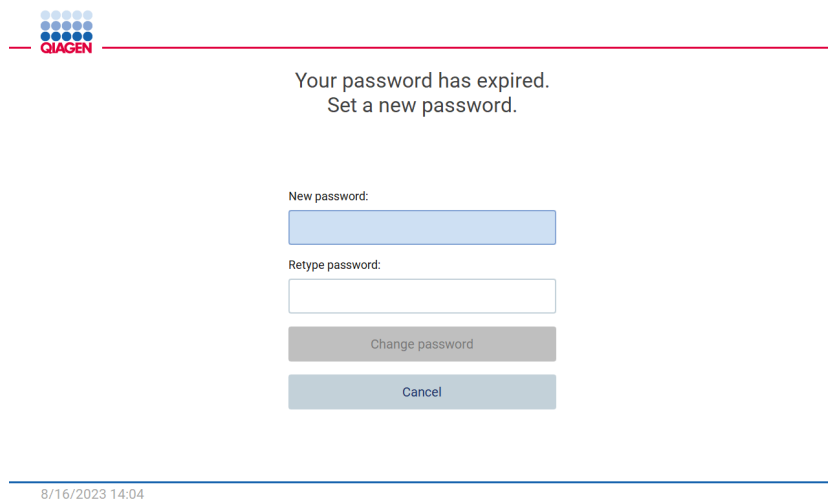 QIAGEN
Your password has expired.
Set a new password.
New password:
Retype password:
Change password
Cancel
8/16/2023 14:04